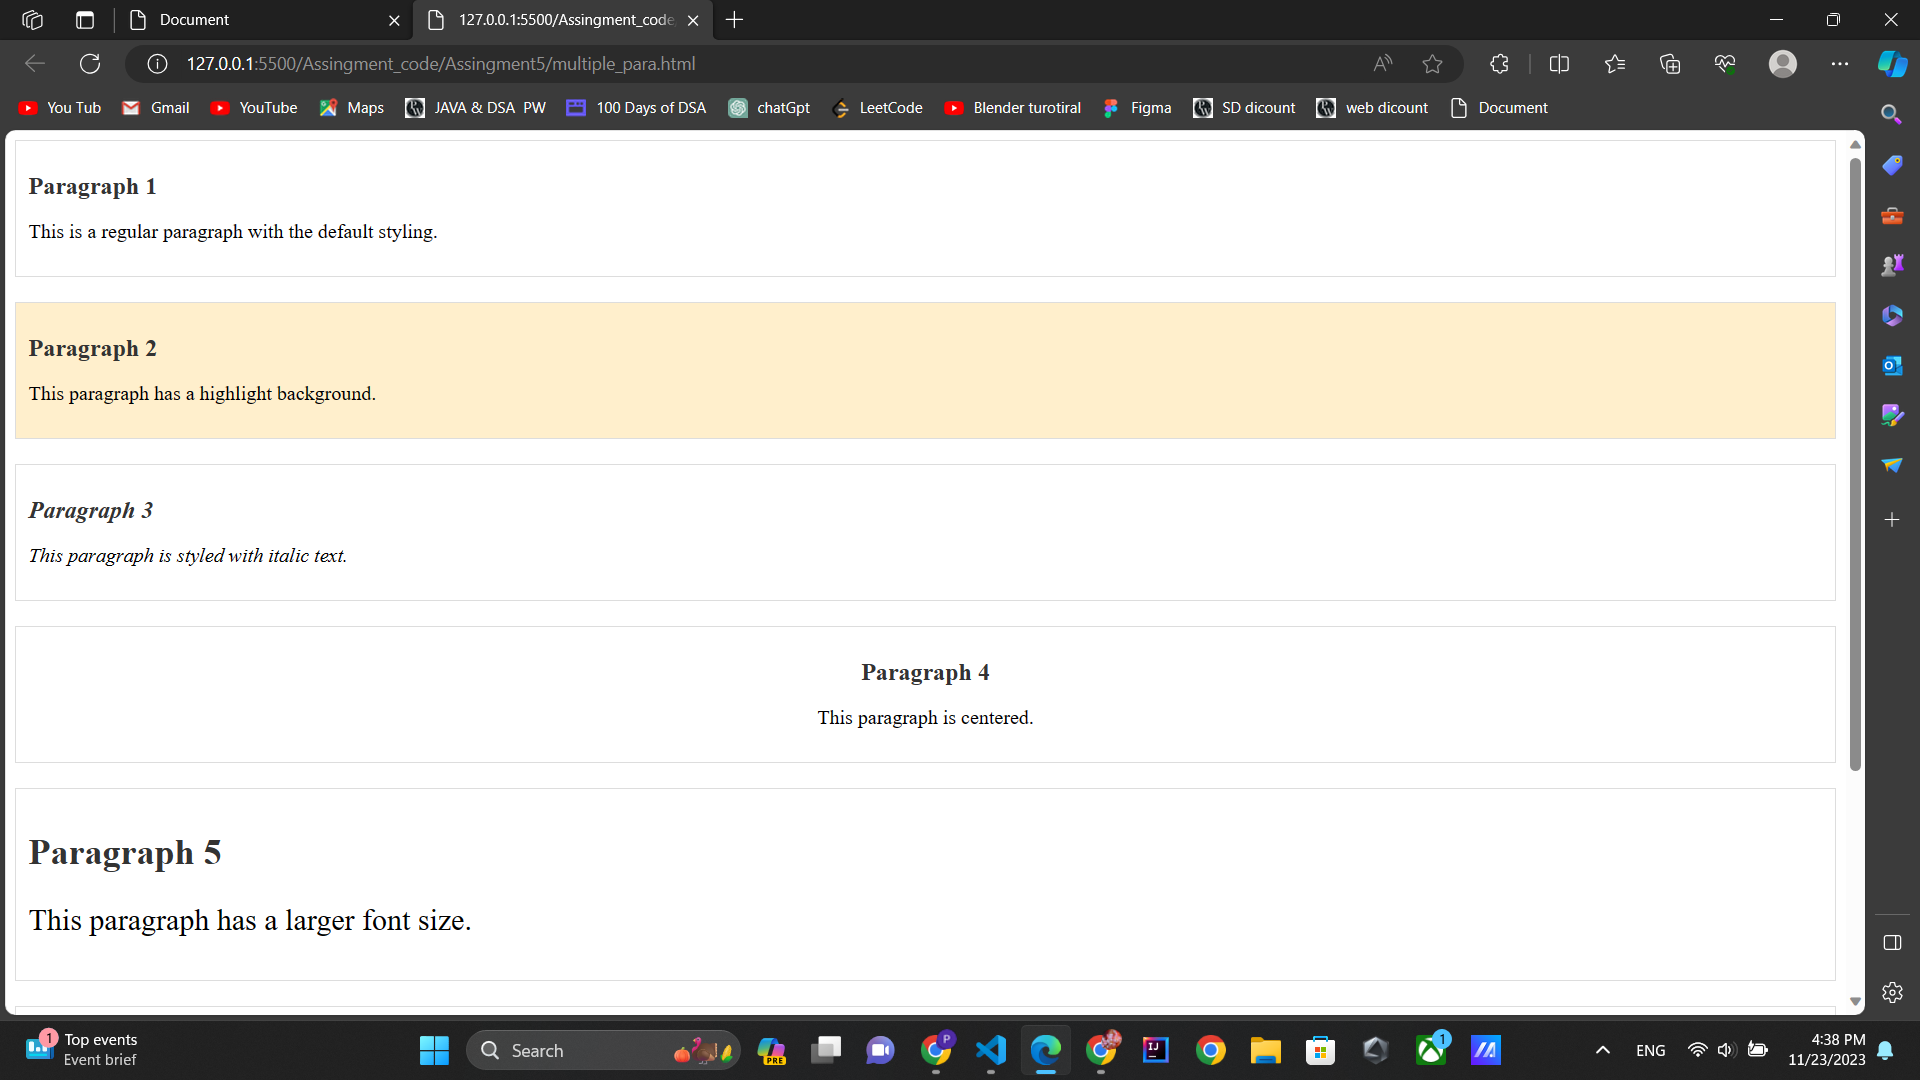 Document
127.0.0.1:5500/Assingment_code
127.0.0.1:5500/Assingment_code/Assingment5/multiple_para.html
You Tub
Gmail
YouTube
Maps
JAVA & DSA PW
100 Days of DSA
chatGpt
LeetCode
Blender turotiral
Figma
SD dicount
web dicount
Document
Paragraph 1
This is a regular paragraph with the default styling.
Paragraph 2
This paragraph has a highlight background.
Paragraph 3
This paragraph is styled with italic text.
Paragraph 4
This paragraph is centered.
Paragraph 5
This paragraph has a larger font size.
1
Top events
Event brief
Search
PRE
P
IJ
1
ENG
4:38 PM
11/23/2023